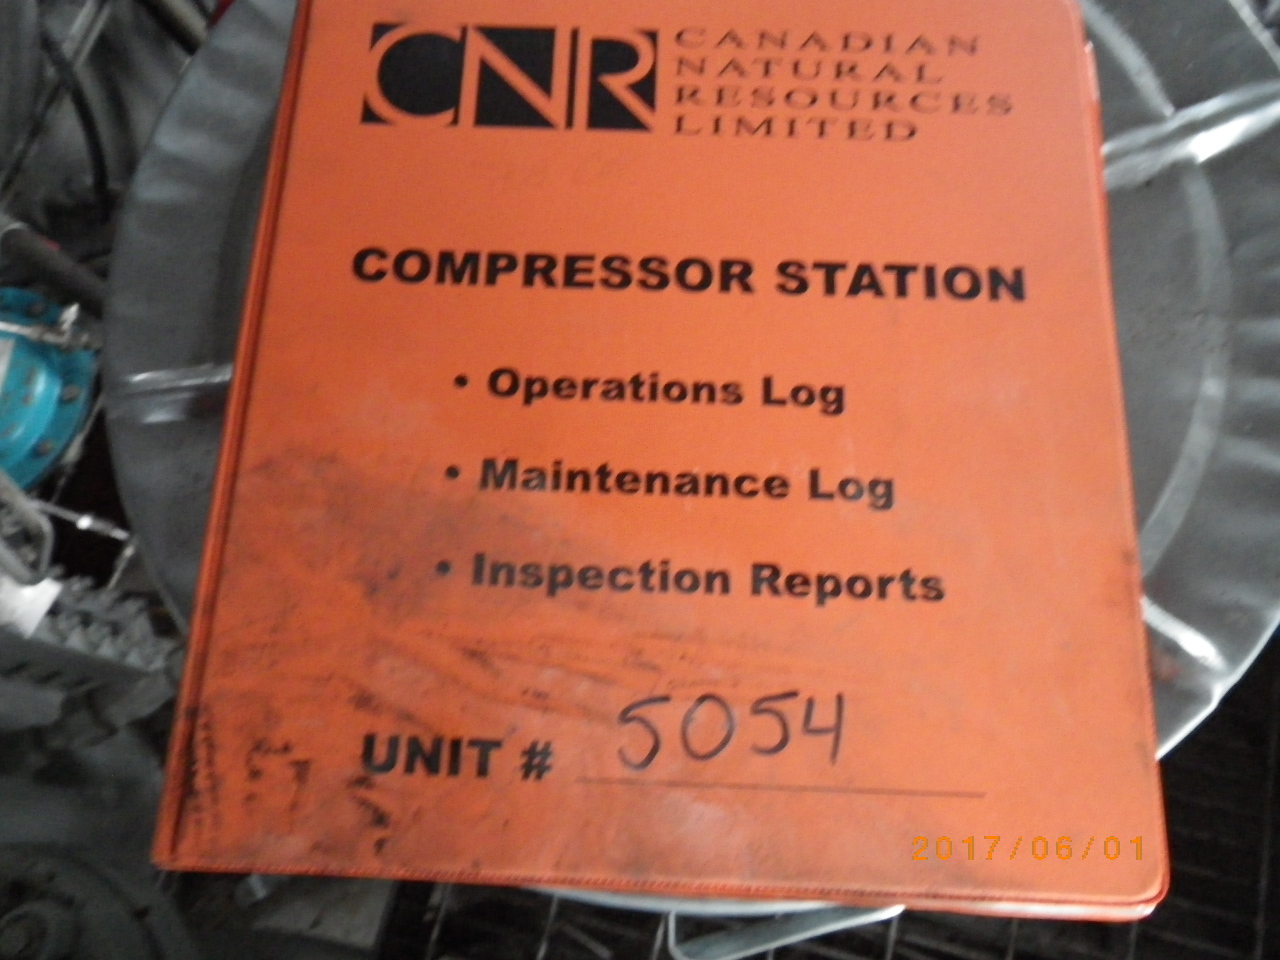 CNR
CANADIAN
NATURAL
RESOURCES
LIMITED
COMPRESSOR STATION
• Operations Log
• Maintenance Log
• Inspection Reports
UNIT # 5054
2017/06/01